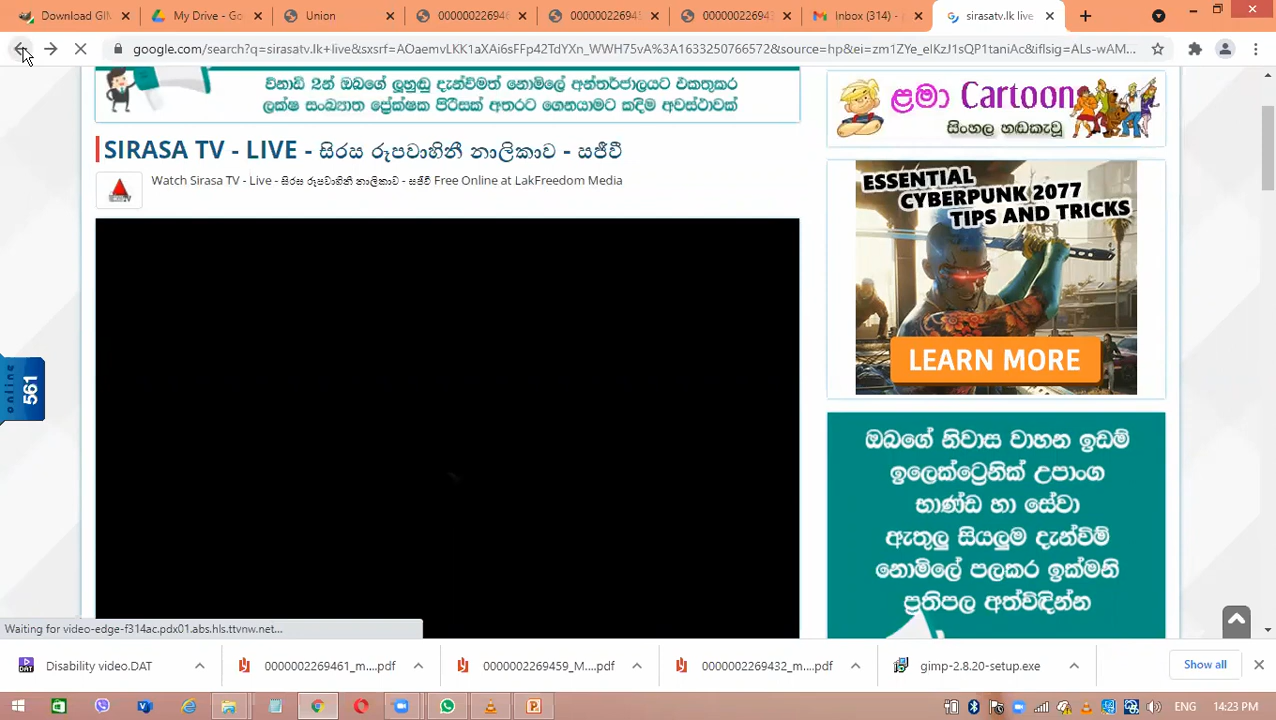 Download GIM
My Drive - Go
Union
000000226946
00000022694
000000226943
Inbox (314) -
sirasatv.lk live
google.com/search?q=sirasatv.lk+live&sxsrf=AOaemvLKK1aXAi6sFFp42TdYXn_WWH75vA%3A1633250766572&source=hp&ei=zm1ZYe_eIKzJ1sQP1taniAc&iflsig=ALs-wAM...
විනාඩි 2න් ඔබගේ ලුහුඬු දැන්වීමත් නොමිලේ අන්තර්ජාලයට එකතුකර
ලක්ෂ සංඛ්‍යාත ප්‍රේක්ෂක පිරිසක් අතරට ගෙනයාමට කදිම අවස්ථාවක්
SIRASA TV - LIVE - සිරස රූපවාහිනී නාලිකාව - සජීවී
Watch Sirasa TV - Live - සිරස රූපවාහිනී නාලිකාව - සජීවී Free Online at LakFreedom Media
ළමා Cartoon
සිංහල හඬකැවූ
ESSENTIAL
CYBERPUNK 2077
TIPS AND TRICKS
LEARN MORE
online
561
ඔබගේ නිවාස වාහන ඉඩම්
ඉලෙක්ට්‍රොනික් උපාංග
භාණ්ඩ හා සේවා
ඇතුලු සියලුම දැන්වීම්
නොමිලේ පලකර ඉක්මනි
ප්‍රතිපල අත්විඳින්න
Waiting for video-edge-f314ac.pdx01.abs.hls.ttvnw.net...
Disability video.DAT
0000002269461_m....pdf
0000002269459_M....pdf
0000002269432_m....pdf
gimp-2.8.20-setup.exe
Show all
ENG
14:23 PM